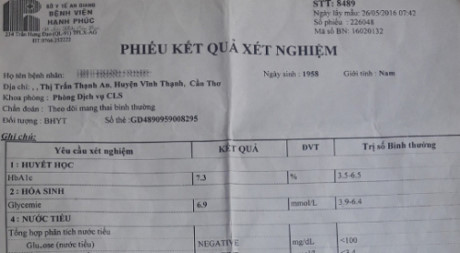 SỞ Y TẾ AN GIANG
BỆNH VIỆN
HẠNH PHÚC
STT: 8489
Ngày lấy mẫu: 26/05/2016 07:42
Số phiếu : 226048
Mã số BN: 16020132
PHIẾU KẾT QUẢ XÉT NGHIỆM
Họ tên bệnh nhân:
Ngày sinh : 1958 Giới tính : Nam
Địa chỉ : , , Thị Trấn Thạnh An, Huyện Vĩnh Thạnh, Cần Thơ
Khoa phòng : Phòng Dịch vụ CLS
Chẩn đoán : Theo dõi mang thai bình thường
Đối tượng : BHYT Số thẻ :GD4890959068295
Ghi chú:
Yêu cầu xét nghiệm KẾT QUẢ ĐVT Trị số Bình thường
1 : HUYẾT HỌC
HbA1c 7.3 % 3.5-6.5
2 : HÓA SINH
Glycemie 6.9 mmol/L 3.9-6.4
4 : NƯỚC TIỂU
Tổng hợp phân tích nước tiểu
Glucose (nước tiểu) NEGATIVE mg/dL <100